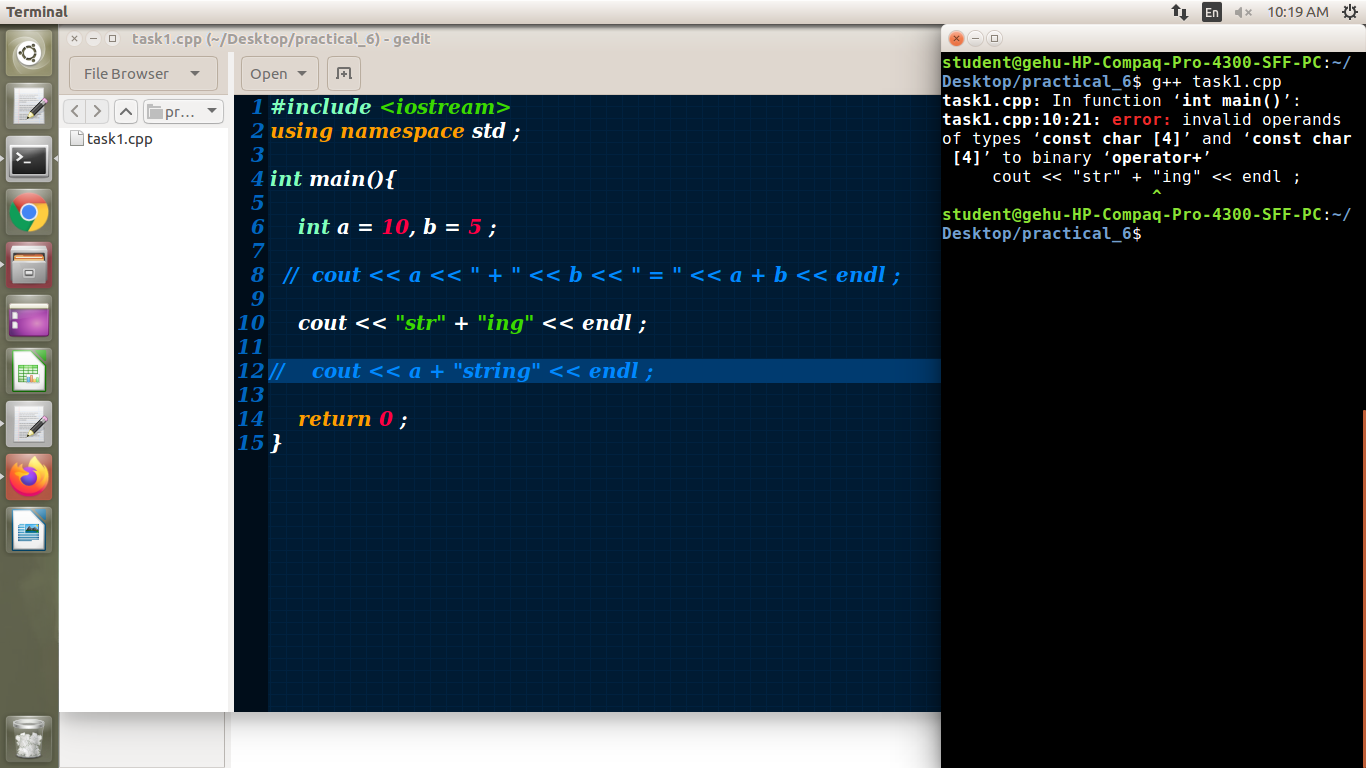 Terminal
En
10:19 AM
task1.cpp (~/Desktop/practical_6) - gedit
File Browser
Open
pr...
task1.cpp
1 #include <iostream>
2 using namespace std ;
3
4 int main(){
5
6 int a = 10, b = 5 ;
7
8 // cout << a << " + " << b << " = " << a + b << endl ;
9
10 cout << "str" + "ing" << endl ;
11
12 // cout << a + "string" << endl ;
13
14 return 0 ;
15 }
student@gehu-HP-Compaq-Pro-4300-SFF-PC:~/
Desktop/practical_6$ g++ task1.cpp
task1.cpp: In function ‘int main()’:
task1.cpp:10:21: error: invalid operands
of types ‘const char [4]’ and ‘const char
[4]’ to binary ‘operator+’
cout << "str" + "ing" << endl ;
^
student@gehu-HP-Compaq-Pro-4300-SFF-PC:~/
Desktop/practical_6$